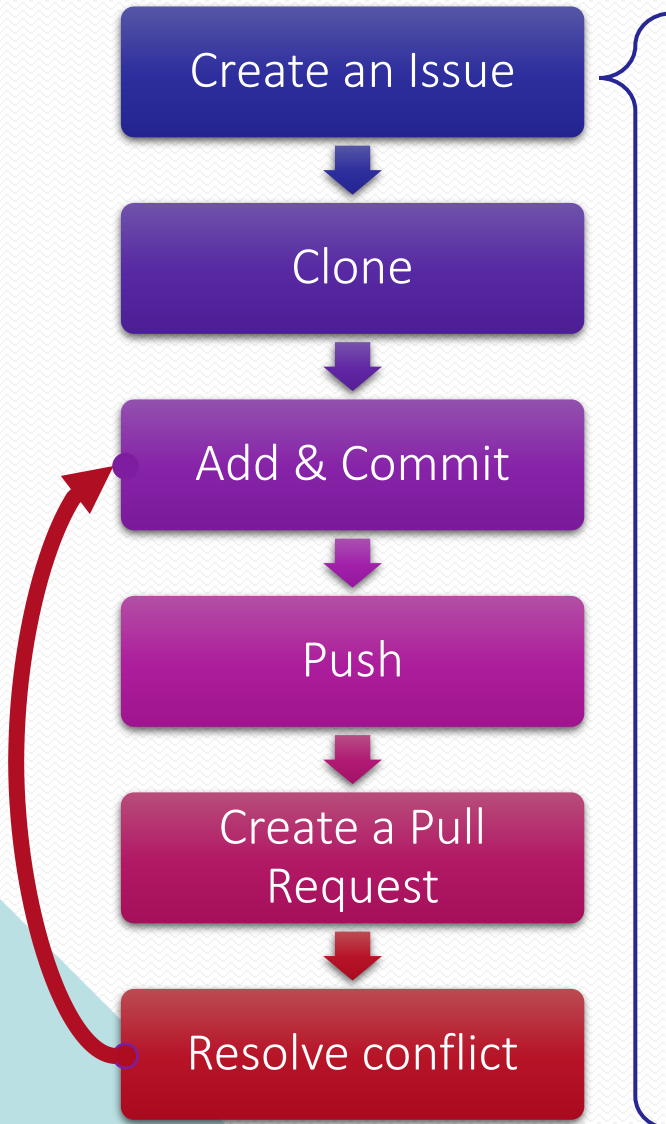 Create an Issue
Clone
Add & Commit
Push
Create a Pull
Request
Resolve conflict